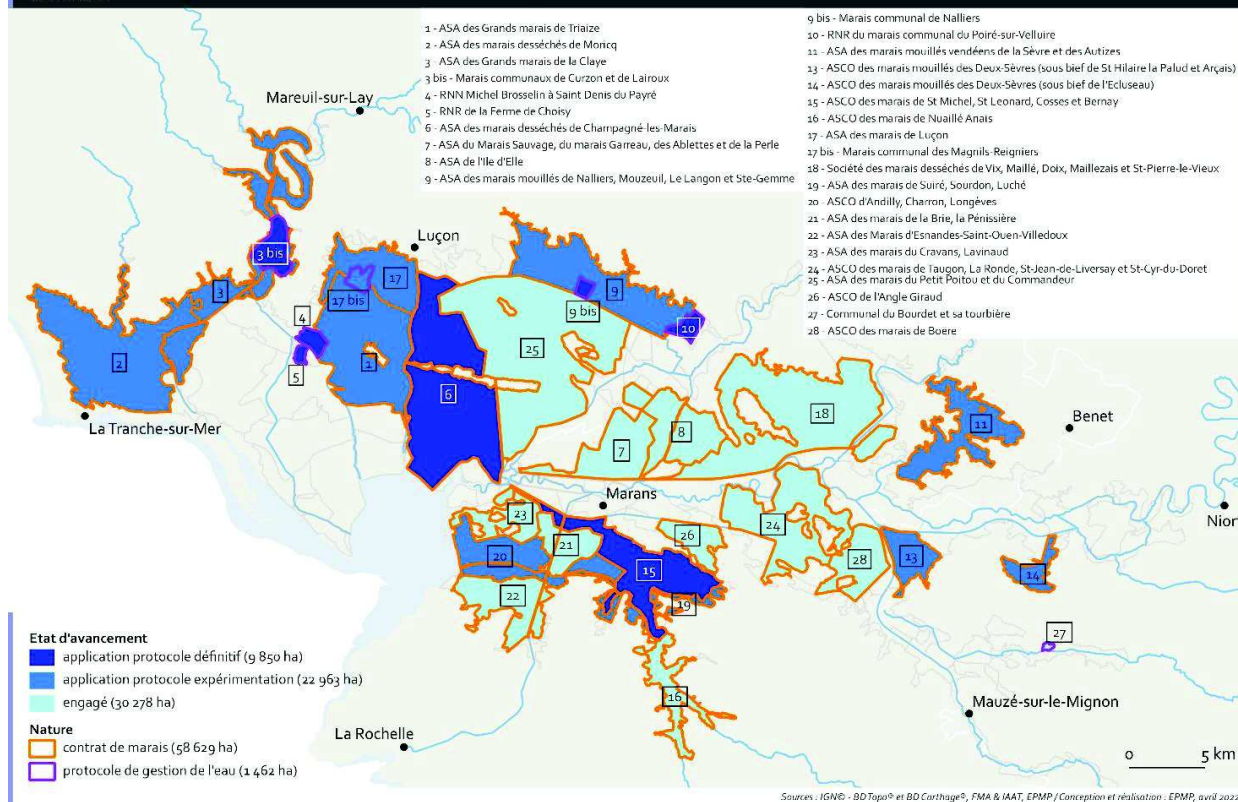 1 - ASA des Grands marais de Triaize
2 - ASA des marais desséchés de Moricq
3 - ASA des Grands marais de la Claye
3 bis - Marais communaux de Curzon et de Lairoux
4 - RNN Michel Brosselin à Saint Denis du Payré
5 - RNR de la Ferme de Choisy
6 - ASA des marais desséchés de Champagné-les-Marais
7 - ASA du Marais Sauvage, du marais Garreau, des Ablettes et de la Perle
8 - ASA de l'Ile d'Elle
9 - ASA des marais mouillés de Nalliers, Mouzeuil, Le Langon et Ste-Gemme
9 bis - Marais communal de Nalliers
10 - RNR du marais communal du Poiré-sur-Velluire
11 - ASA des marais mouillés vendéens de la Sèvre et des Autizes
13 - ASCO des marais mouillés des Deux-Sèvres (sous bief de St Hilaire la Palud et Arçais)
14 - ASCO des marais mouillés des Deux-Sèvres (sous bief de l'Ecluseau)
15 - ASCO des marais de St Michel, St Leonard, Cosses et Bernay
16 - ASCO des marais de Nuaillé Anais
17 - ASA des marais de Luçon
17 bis - Marais communal des Magnils-Reigniers
18 - Société des marais desséchés de Vix, Maillé, Doix, Maillezais et St-Pierre-le-Vieux
19 - ASA des marais de Suiré, Sourdon, Luché
20 - ASCO d'Andilly, Charron, Longèves
21 - ASA des marais de la Brie, la Pénissière
22 - ASA des Marais d'Esnandes-Saint-Ouen-Villedoux
23 - ASA des marais du Cravans, Lavinaud
24 - ASCO des marais de Taugon, La Ronde, St-Jean-de-Liversay et St-Cyr-du-Doret
25 - ASA des marais du Petit Poitou et du Commandeur
26 - ASCO de l'Angle Giraud
27 - Communal du Bourdet et sa tourbière
28 - ASCO des marais de Boere
Mareuil-sur-Lay
Luçon
3 bis
17
3
17 bis
9
9 bis
10
4
25
2
1
5
6
18
11
Benet
La Tranche-sur-Mer
8
7
Marans
Nior
23
24
26
20
21
28
13
15
14
22
19
27
16
Mauzé-sur-le-Mignon
La Rochelle
Etat d'avancement
application protocole définitif (9 850 ha)
application protocole expérimentation (22 963 ha)
engagé (30 278 ha)
Nature
contrat de marais (58 629 ha)
protocole de gestion de l'eau (1 462 ha)
0 5 km
Sources : IGN© - BD Topo® et BD Carthage®, FMA & IAAT, EPMP / Conception et réalisation : EPMP, avril 2022